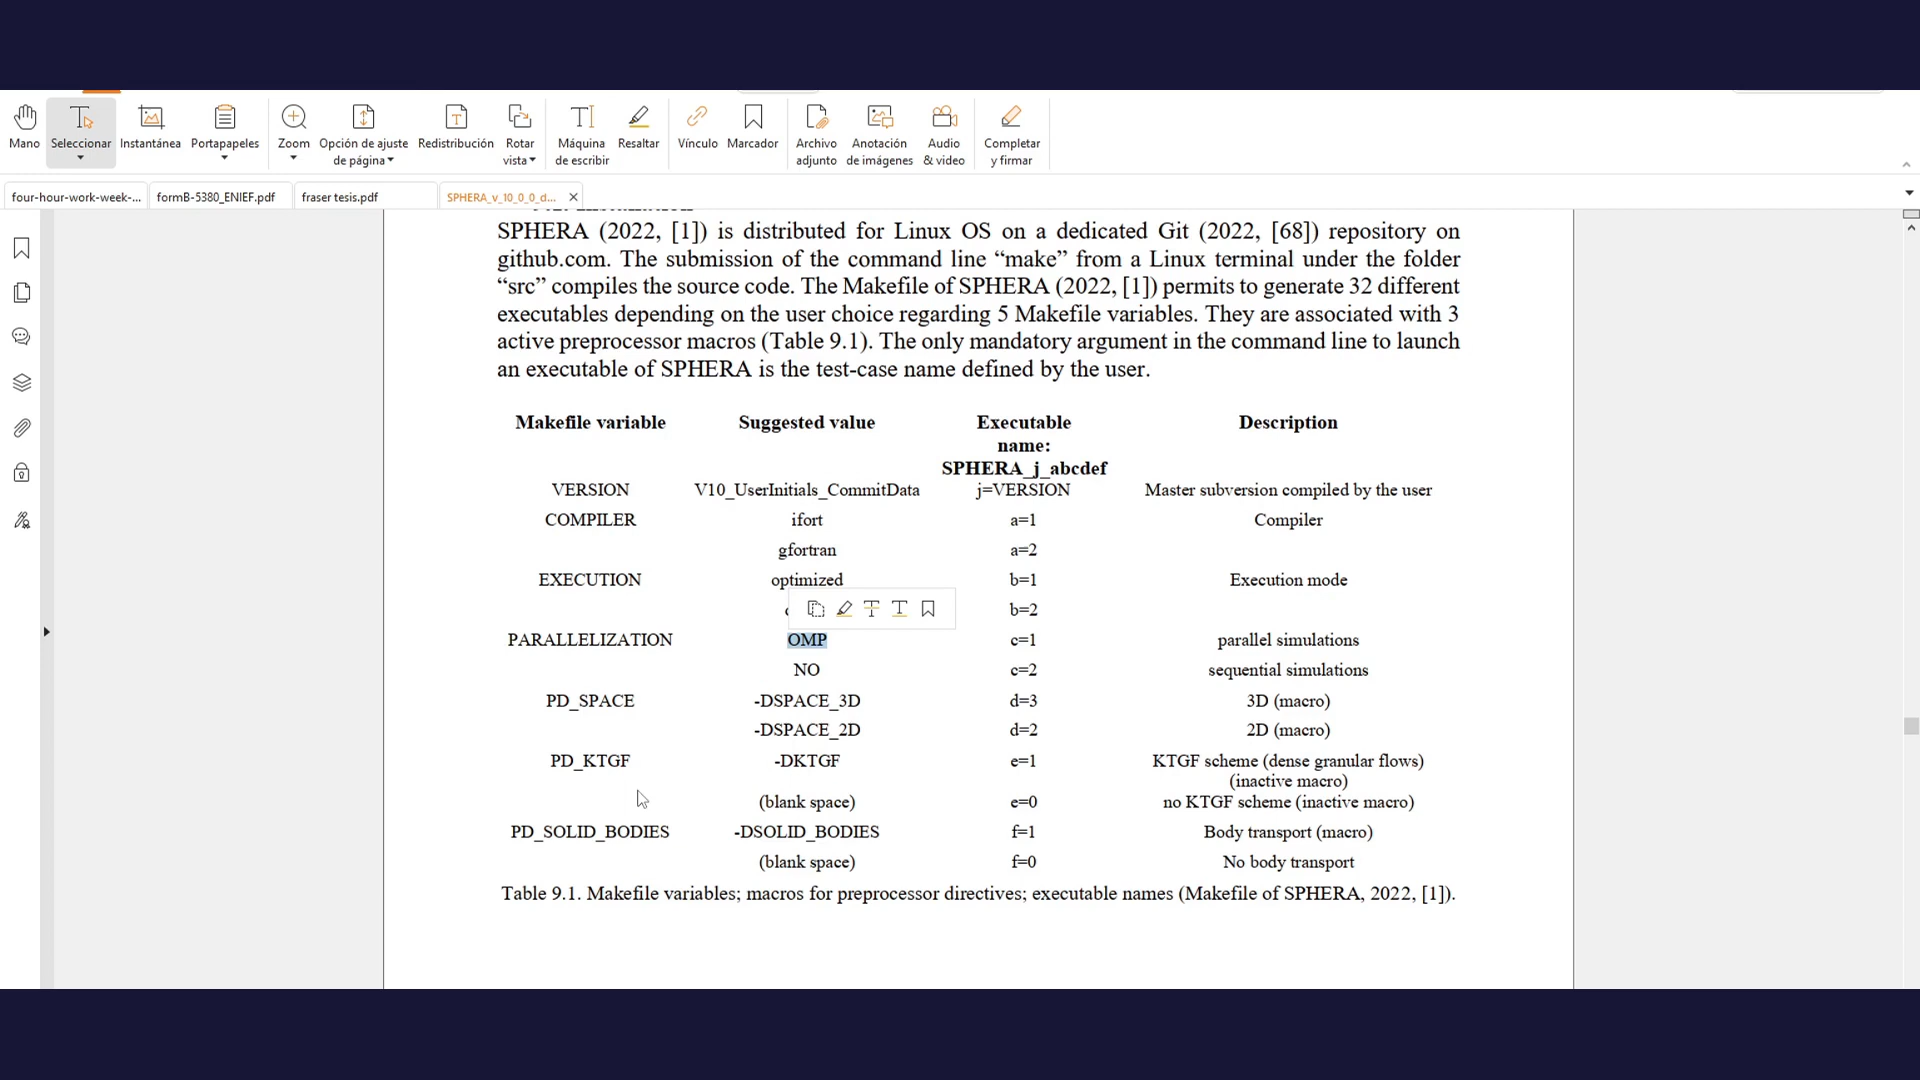 Mano
Seleccionar
Instantánea
Portapapeles
Zoom
Opción de ajuste
de página
Redistribución
Rotar
vista
Máquina
de escribir
Resaltar
Vínculo
Marcador
Archivo
adjunto
Anotación
de imágenes
Audio
& video
Completar
y firmar
four-hour-work-week-...
formB-5380_ENIEF.pdf
fraser tesis.pdf
SPHERA_v_10_0_0_d...
SPHERA (2022, [1]) is distributed for Linux OS on a dedicated Git (2022, [68]) repository on
github.com. The submission of the command line “make” from a Linux terminal under the folder
“src” compiles the source code. The Makefile of SPHERA (2022, [1]) permits to generate 32 different
executables depending on the user choice regarding 5 Makefile variables. They are associated with 3
active preprocessor macros (Table 9.1). The only mandatory argument in the command line to launch
an executable of SPHERA is the test-case name defined by the user.
Makefile variable Suggested value Executable Description
name:
SPHERA_j_abcdef
VERSION V10_UserInitials_CommitData j=VERSION Master subversion compiled by the user
COMPILER ifort a=1 Compiler
gfortran a=2
EXECUTION optimized b=1 Execution mode
b=2
PARALLELIZATION OMP c=1 parallel simulations
NO c=2 sequential simulations
PD_SPACE -DSPACE_3D d=3 3D (macro)
-DSPACE_2D d=2 2D (macro)
PD_KTGF -DKTGF e=1 KTGF scheme (dense granular flows)
(inactive macro)
(blank space) e=0 no KTGF scheme (inactive macro)
PD_SOLID_BODIES -DSOLID_BODIES f=1 Body transport (macro)
(blank space) f=0 No body transport
Table 9.1. Makefile variables; macros for preprocessor directives; executable names (Makefile of SPHERA, 2022, [1]).